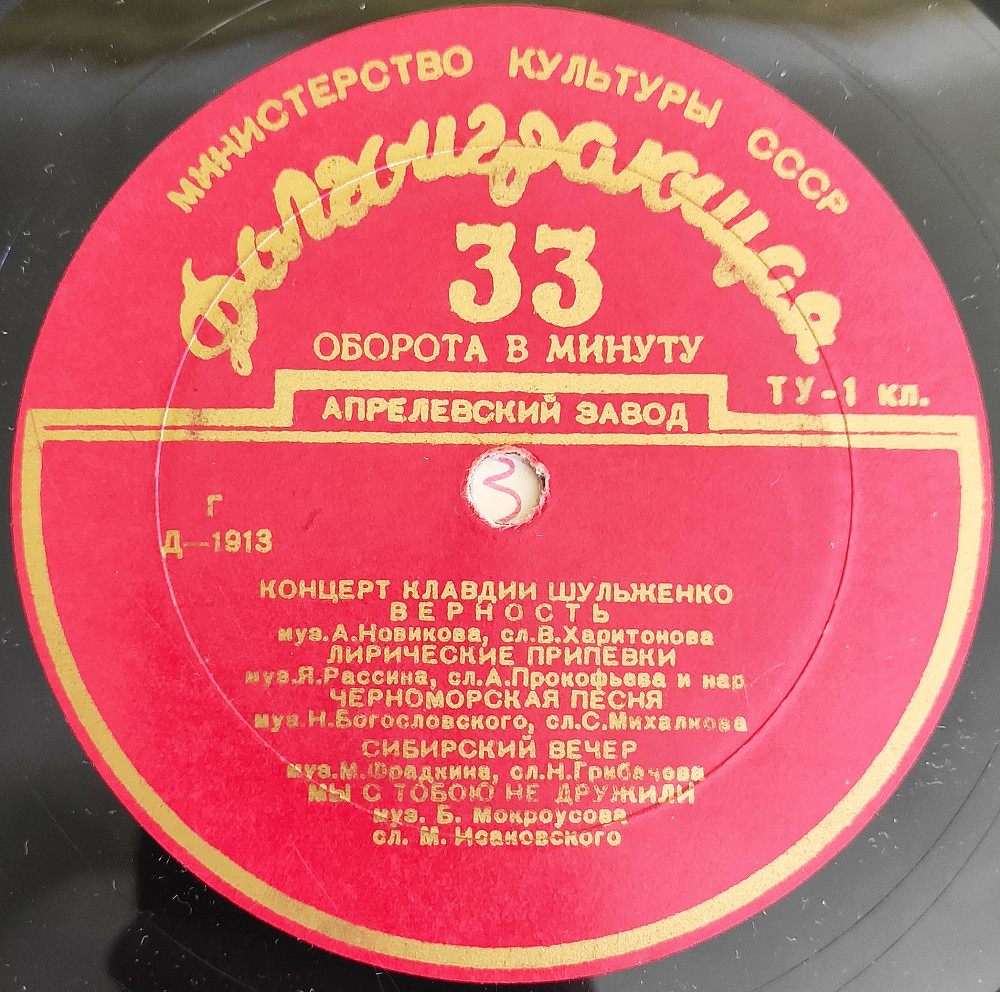 МИНИСТЕРСТВО КУЛЬТУРЫ СССР
Долгоиграющая
33
ОБОРОТА В МИНУТУ
ТУ-1 кл.
АПРЕЛЕВСКИЙ ЗАВОД
3
Г
Д—1913
КОНЦЕРТ КЛАВДИИ ШУЛЬЖЕНКО
ВЕРНОСТЬ
муз.А.Новикова, сл.В.Харитонова
ЛИРИЧЕСКИЕ ПРИПЕВКИ
муз.Я.Рассина, сл.А.Прокофьева и нар
ЧЕРНОМОРСКАЯ ПЕСНЯ
муз.Н.Богословского, сл.С.Михалкова
СИБИРСКИЙ ВЕЧЕР
муз.М.Фрадкина, сл.Н.Грибачова
МЫ С ТОБОЮ НЕ ДРУЖИЛИ
муз. Б. Мокроусова
сл. М. Исаковского